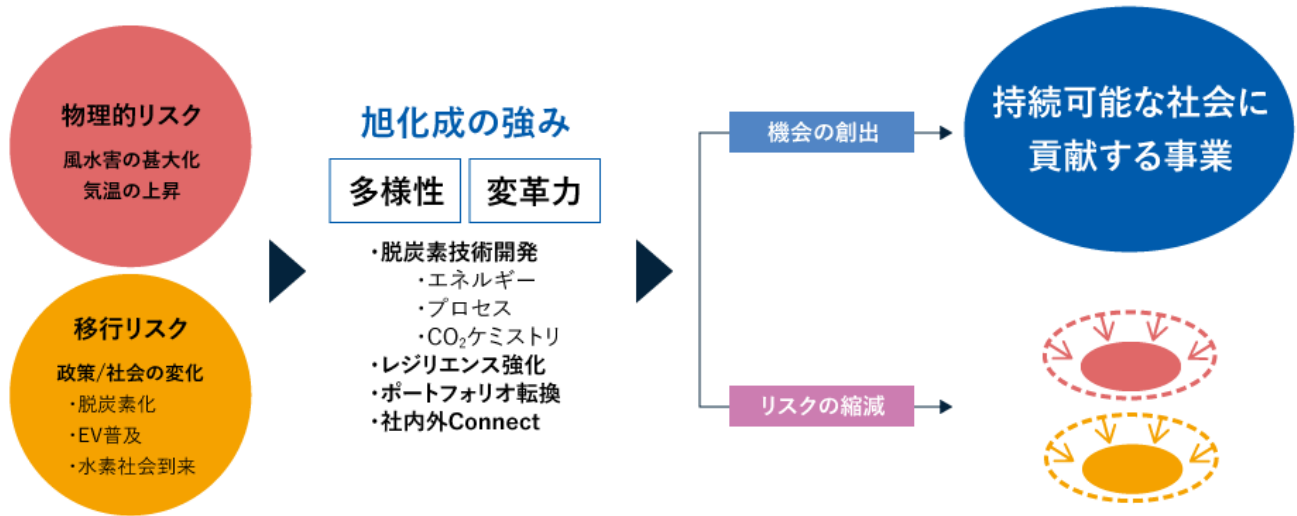 物理的リスク
風水害の甚大化
気温の上昇
移行リスク
政策/社会の変化
・脱炭素化
・EV普及
・水素社会到来
旭化成の強み
多様性
変革力
・脱炭素技術開発
・エネルギー
・プロセス
・CO₂ケミストリ
・レジリエンス強化
・ポートフォリオ転換
・社内外Connect
機会の創出
持続可能な社会に
貢献する事業
リスクの縮減